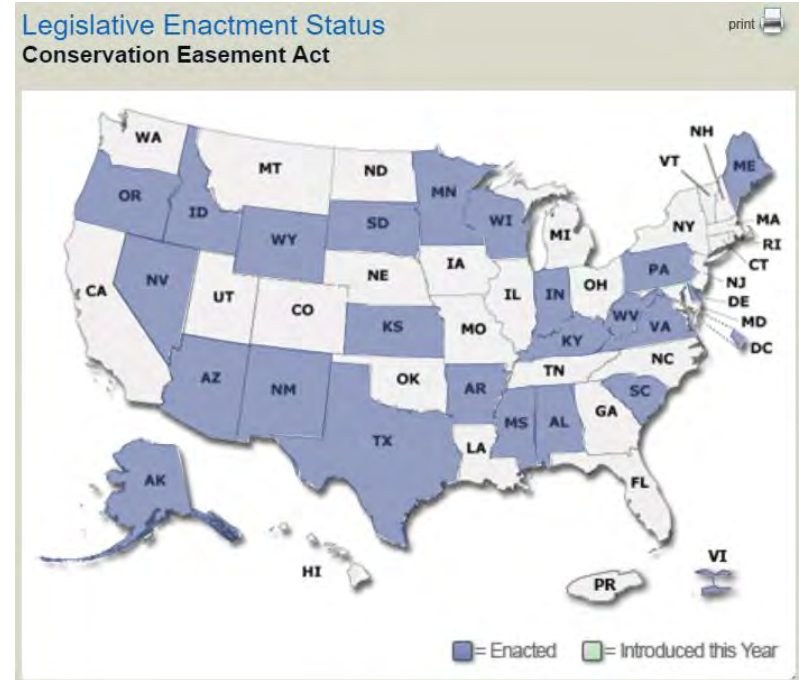 Legislative Enactment Status
print
Conservation Easement Act
NH
WA
VT
ME
MT
ND
MN
OR
ID
SD
WI
NY
MA
WY
MI
RI
CT
IA
PA
NE
NJ
NV
OH
CA
UT
IL
IN
DE
CO
WV
MD
KS
MO
VA
KY
DC
NC
TN
AZ
OK
NM
AR
SC
GA
MS
AL
TX
LA
AK
FL
VI
HI
PR
= Enacted
= Introduced this Year